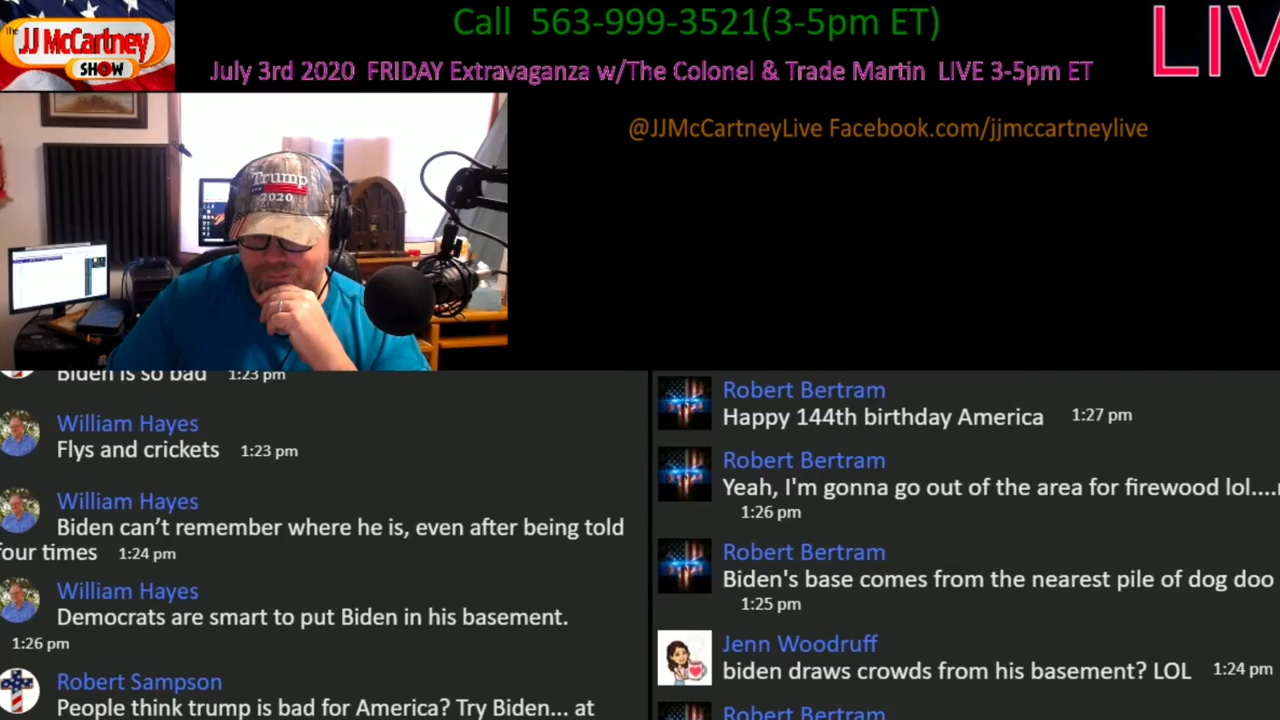 the
JJ McCartney
SHOW
Call 563-999-3521(3-5pm ET)
July 3rd 2020 FRIDAY Extravaganza w/The Colonel & Trade Martin LIVE 3-5pm ET
LIV
@JJMcCartneyLive Facebook.com/jjmccartneylive
Trump
2020
Biden is so bad 1:23 pm
William Hayes
Flys and crickets 1:23 pm
William Hayes
Biden can’t remember where he is, even after being told
four times 1:24 pm
William Hayes
Democrats are smart to put Biden in his basement.
1:26 pm
Robert Sampson
People think trump is bad for America? Try Biden... at
Robert Bertram
Happy 144th birthday America 1:27 pm
Robert Bertram
Yeah, I'm gonna go out of the area for firewood lol....
1:26 pm
Robert Bertram
Biden's base comes from the nearest pile of dog doo
1:25 pm
Jenn Woodruff
biden draws crowds from his basement? LOL 1:24 pm
Robert Bertram